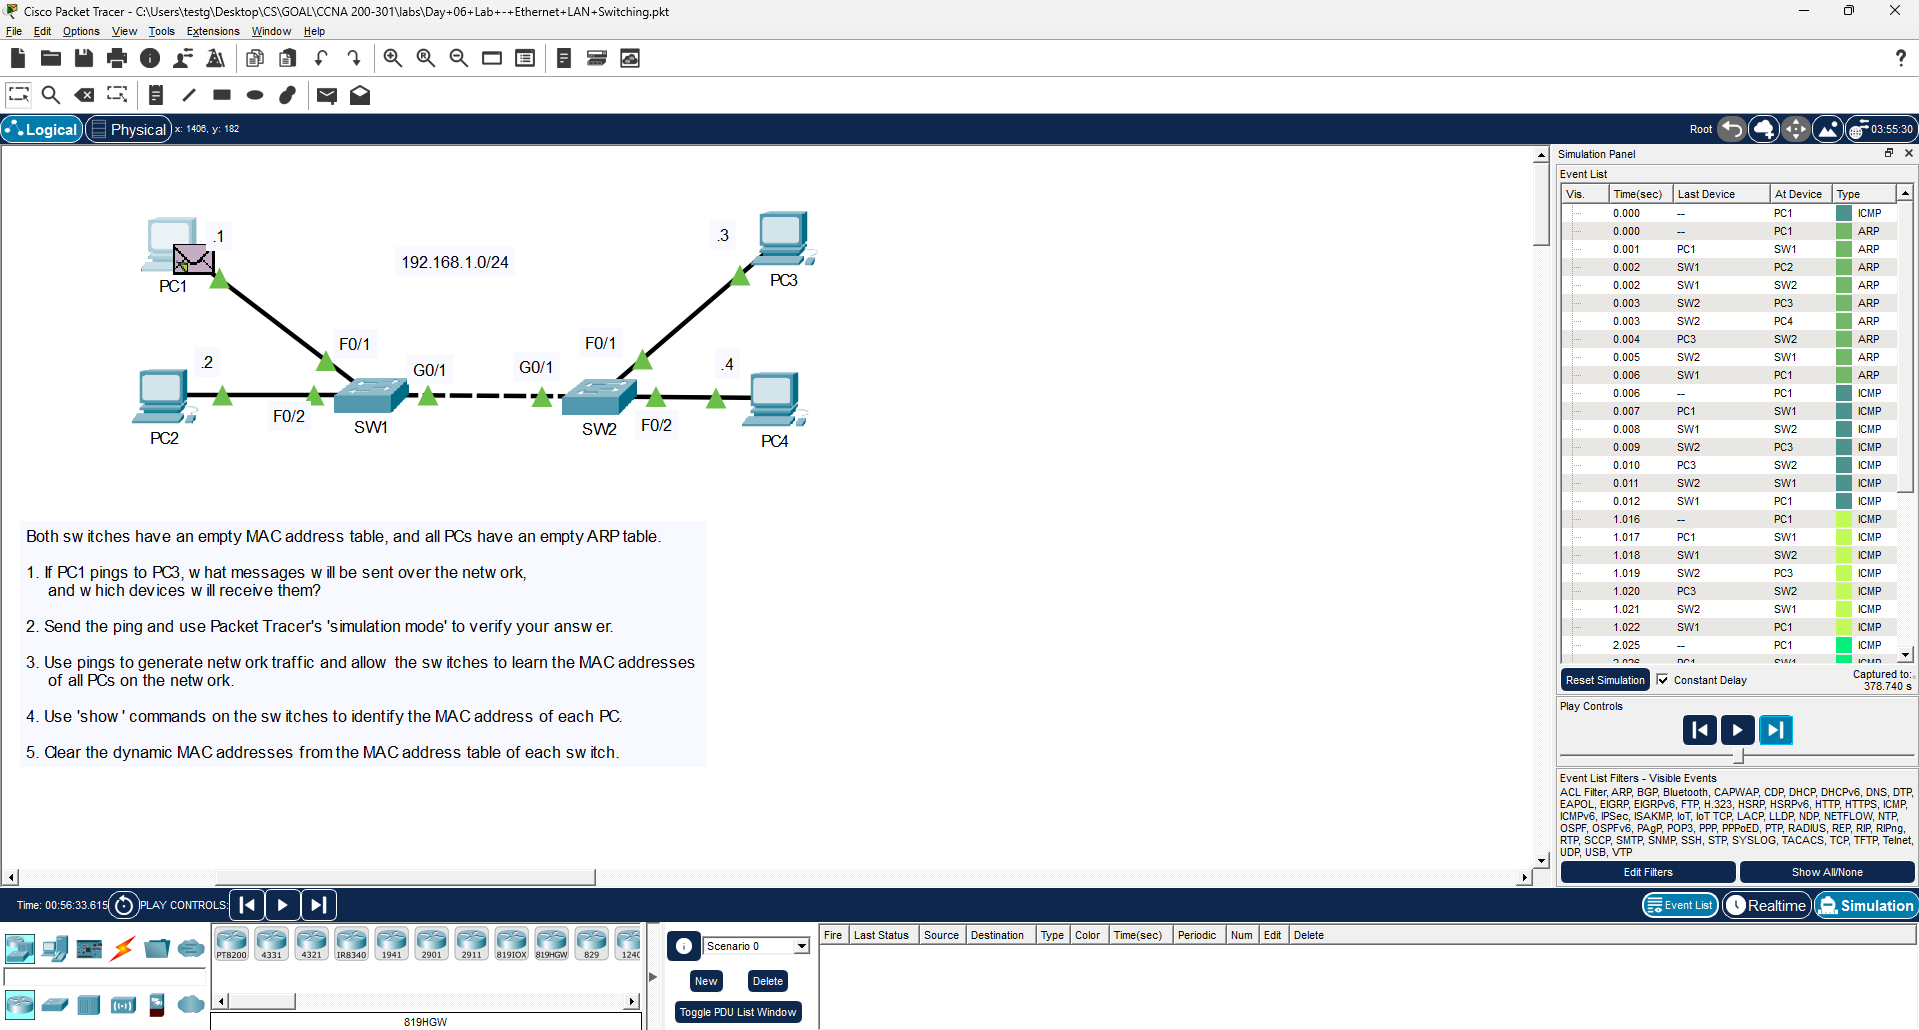 Cisco Packet Tracer - C:\Users\testg\Desktop\CS\GOAL\CCNA 200-301\labs\Day+06+Lab+-+Ethernet+LAN+Switching.pkt
File Edit Options View Tools Extensions Window Help
?
Logical Physical x: 1406, y: 182 Root 03:55:30
.1
192.168.1.0/24
.3
PC1
PC3
F0/1
F0/1
.2
G0/1
G0/1
.4
F0/2
PC2
SW1
SW2
F0/2
PC4
Both switches have an empty MAC address table, and all PCs have an empty ARP table.
1. If PC1 pings to PC3, what messages will be sent over the network,
and which devices will receive them?
2. Send the ping and use Packet Tracer's 'simulation mode' to verify your answer.
3. Use pings to generate network traffic and allow the switches to learn the MAC addresses
of all PCs on the network.
4. Use 'show' commands on the switches to identify the MAC address of each PC.
5. Clear the dynamic MAC addresses from the MAC address table of each switch.
Simulation Panel
Event List
Vis. Time(sec) Last Device At Device Type
0.000 -- PC1 ICMP
0.000 -- PC1 ARP
0.001 PC1 SW1 ARP
0.002 SW1 PC2 ARP
0.002 SW1 SW2 ARP
0.003 SW2 PC3 ARP
0.003 SW2 PC4 ARP
0.004 PC3 SW2 ARP
0.005 SW2 SW1 ARP
0.006 SW1 PC1 ARP
0.006 -- PC1 ICMP
0.007 PC1 SW1 ICMP
0.008 SW1 SW2 ICMP
0.009 SW2 PC3 ICMP
0.010 PC3 SW2 ICMP
0.011 SW2 SW1 ICMP
0.012 SW1 PC1 ICMP
1.016 -- PC1 ICMP
1.017 PC1 SW1 ICMP
1.018 SW1 SW2 ICMP
1.019 SW2 PC3 ICMP
1.020 PC3 SW2 ICMP
1.021 SW2 SW1 ICMP
1.022 SW1 PC1 ICMP
2.025 -- PC1 ICMP
2.026 PC1 SW1 ICMP
Reset Simulation Constant Delay Captured to:
378.740 s
Play Controls
Event List Filters - Visible Events
ACL Filter, ARP, BGP, Bluetooth, CAPWAP, CDP, DHCP, DHCPv6, DNS, DTP,
EAPOL, EIGRP, EIGRPv6, FTP, H.323, HSRP, HSRPv6, HTTP, HTTPS, ICMP,
ICMPv6, IPSec, ISAKMP, IoT, IoT TCP, LACP, LLDP, NDP, NETFLOW, NTP,
OSPF, OSPFv6, PAgP, POP3, PPP, PPPoED, PTP, RADIUS, REP, RIP, RIPng,
RTP, SCCP, SMTP, SNMP, SSH, STP, SYSLOG, TACACS, TCP, TFTP, Telnet,
UDP, USB, VTP
Edit Filters Show All/None
Time: 00:56:33.615 PLAY CONTROLS: Event List Realtime Simulation
PT8200 4331 4321 IR8340 1941 2901 2911 819IOX 819HGW 829 1240
819HGW
Scenario 0
New Delete
Toggle PDU List Window
Fire Last Status Source Destination Type Color Time(sec) Periodic Num Edit Delete